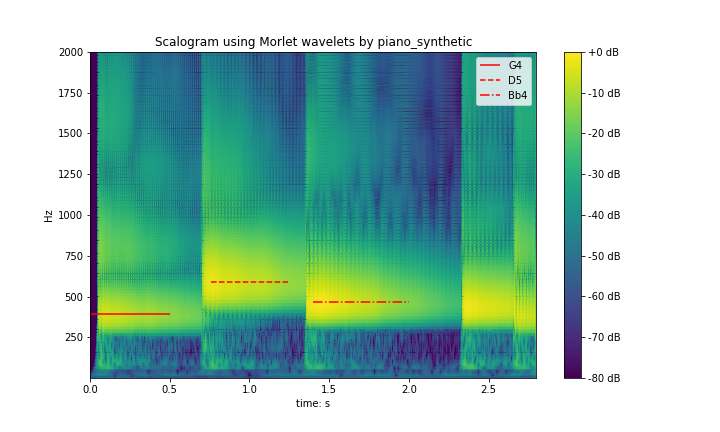 Scalogram using Morlet wavelets by piano_synthetic
2000
1750
1500
1250
1000
750
500
250
Hz
0.0
0.5
1.0
1.5
2.0
2.5
time: s
G4
D5
Bb4
+0 dB
-10 dB
-20 dB
-30 dB
-40 dB
-50 dB
-60 dB
-70 dB
-80 dB